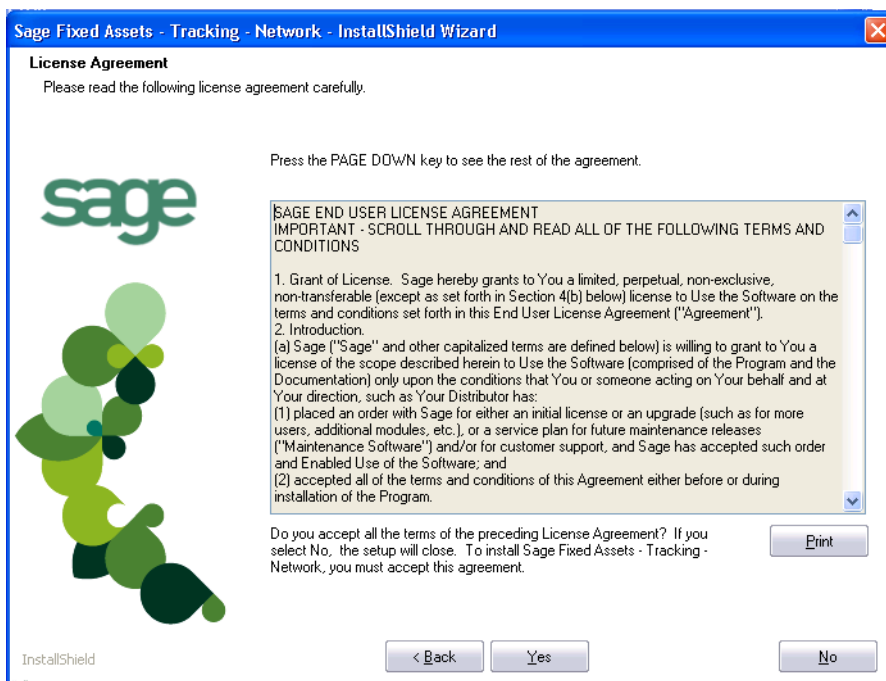 Sage Fixed Assets - Tracking - Network - InstallShield Wizard
License Agreement
Please read the following license agreement carefully.
Press the PAGE DOWN key to see the rest of the agreement.
sage
SAGE END USER LICENSE AGREEMENT
IMPORTANT - SCROLL THROUGH AND READ ALL OF THE FOLLOWING TERMS AND
CONDITIONS
1. Grant of License.  Sage hereby grants to You a limited, perpetual, non-exclusive,
non-transferable (except as set forth in Section 4(b) below) license to Use the Software on the
terms and conditions set forth in this End User License Agreement ("Agreement").
2. Introduction.
(a) Sage ("Sage" and other capitalized terms are defined below) is willing to grant to You a
license of the scope described herein to Use the Software (comprised of the Program and the
Documentation) only upon the conditions that You or someone acting on Your behalf and at
Your direction, such as Your Distributor has:
(1) placed an order with Sage for either an initial license or an upgrade (such as for more
users, additional modules, etc.), or a service plan for future maintenance releases
("Maintenance Software") and/or for customer support, and Sage has accepted such order
and Enabled Use of the Software; and
(2) accepted all of the terms and conditions of this Agreement either before or during
installation of the Program.
Do you accept all the terms of the preceding License Agreement?  If you
select No,  the setup will close.  To install Sage Fixed Assets - Tracking -
Network, you must accept this agreement.
Print
InstallShield
< Back
Yes
No